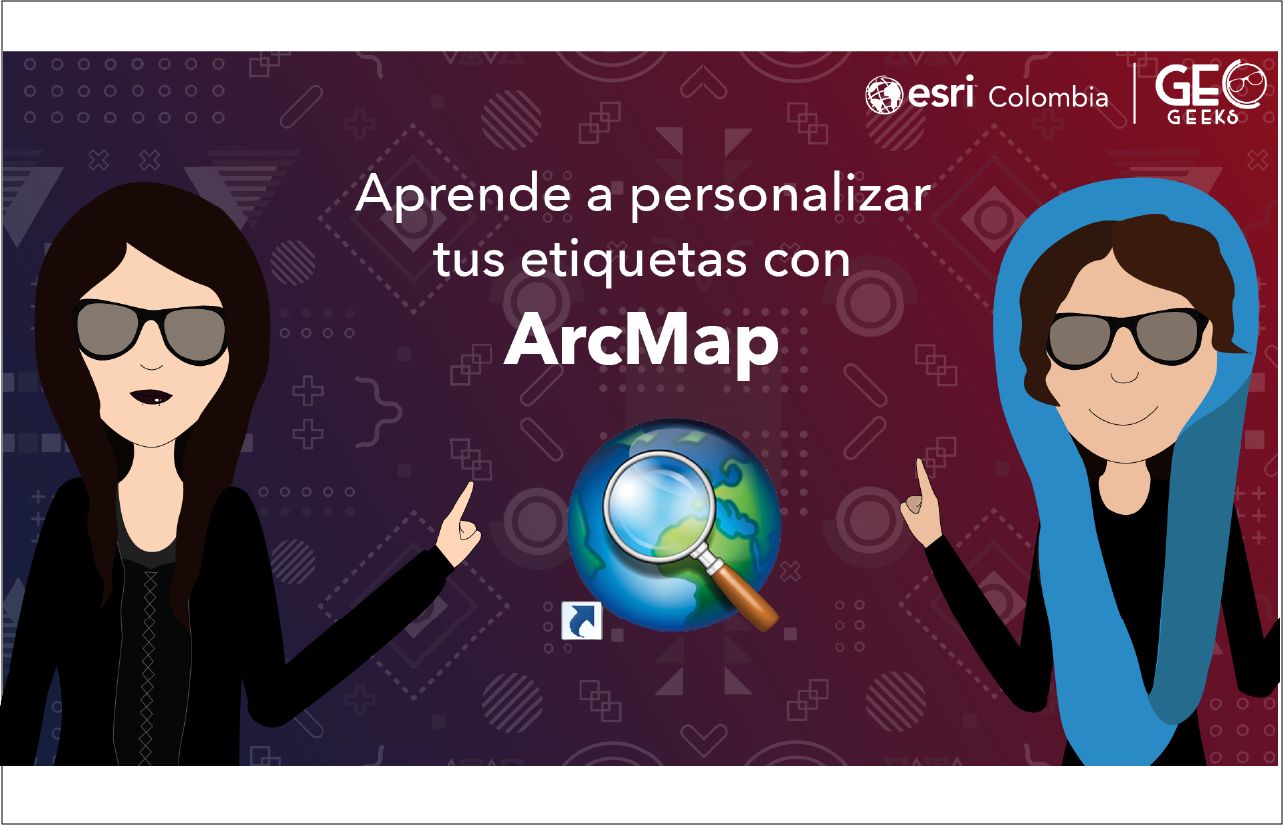 esri Colombia
GEO
GEEKS
Aprende a personalizar
tus etiquetas con
ArcMap